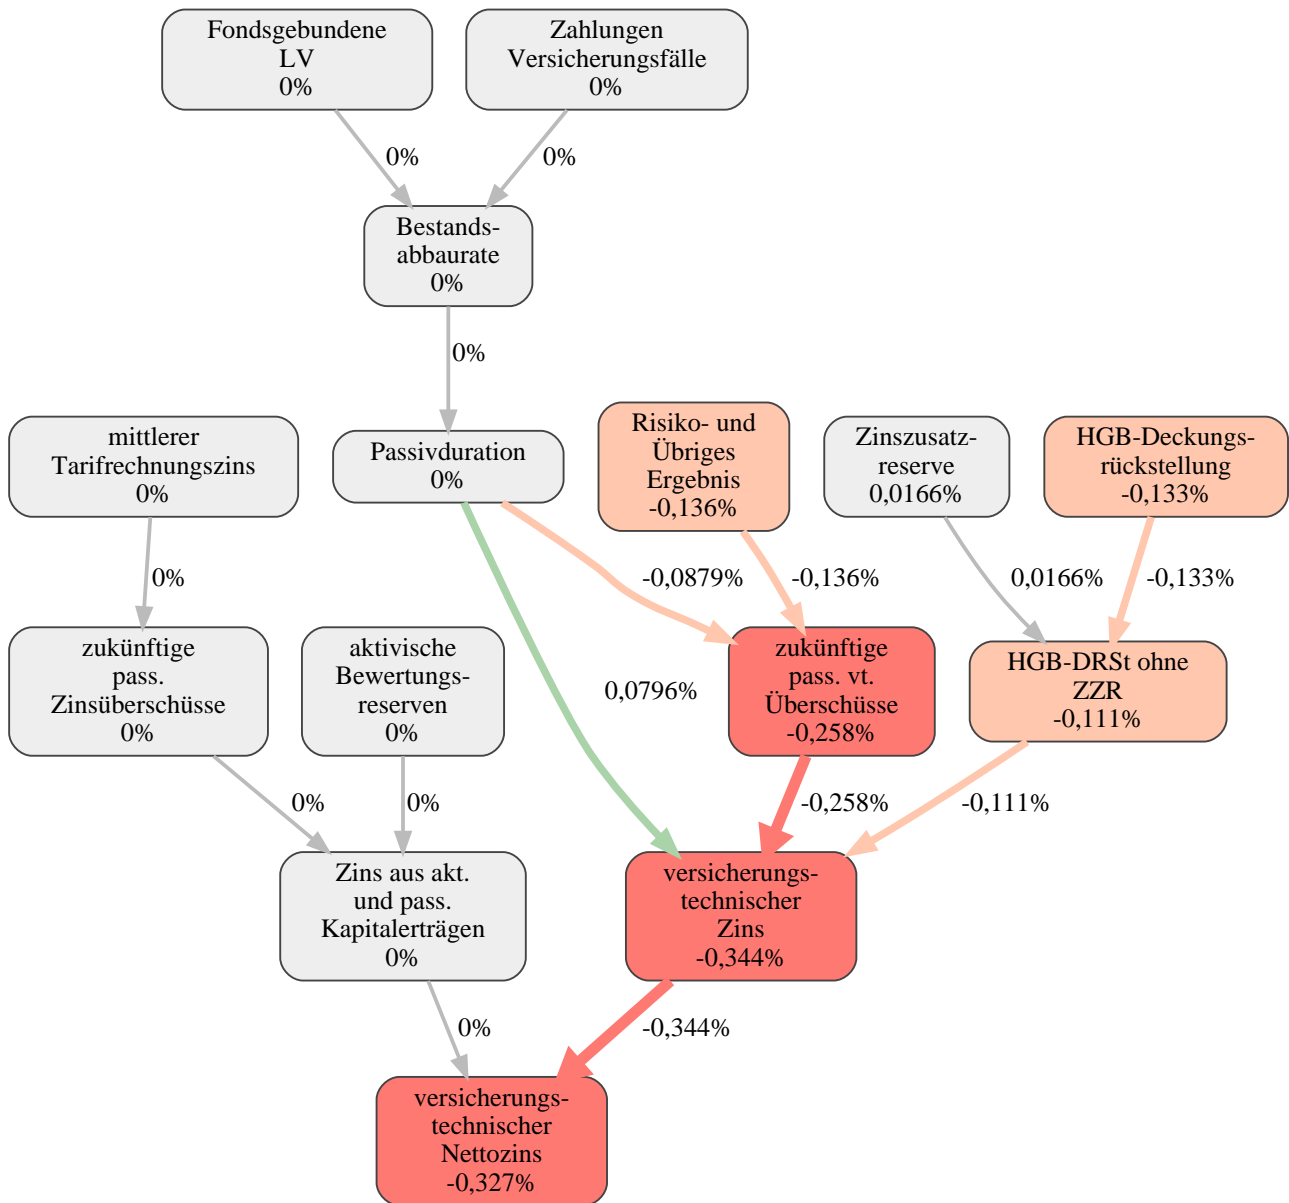 Fondsgebundene
LV
0%
Zahlungen
Versicherungsfälle
0%
0%
0%
Bestands-
abbaurate
0%
0%
mittlerer
Tarifrechnungszins
0%
Passivduration
0%
Risiko- und
Übriges
Ergebnis
-0,136%
Zinszusatz-
reserve
0,0166%
HGB-Deckungs-
rückstellung
-0,133%
0%
-0,0879%
-0,136%
0,0166%
-0,133%
zukünftige
pass.
Zinsüberschüsse
0%
aktivische
Bewertungs-
reserven
0%
0,0796%
zukünftige
pass. vt.
Überschüsse
-0,258%
HGB-DRSt ohne
ZZR
-0,111%
0%
0%
-0,258%
-0,111%
Zins aus akt.
und pass.
Kapitalerträgen
0%
versicherungs-
technischer
Zins
-0,344%
0%
-0,344%
versicherungs-
technischer
Nettozins
-0,327%